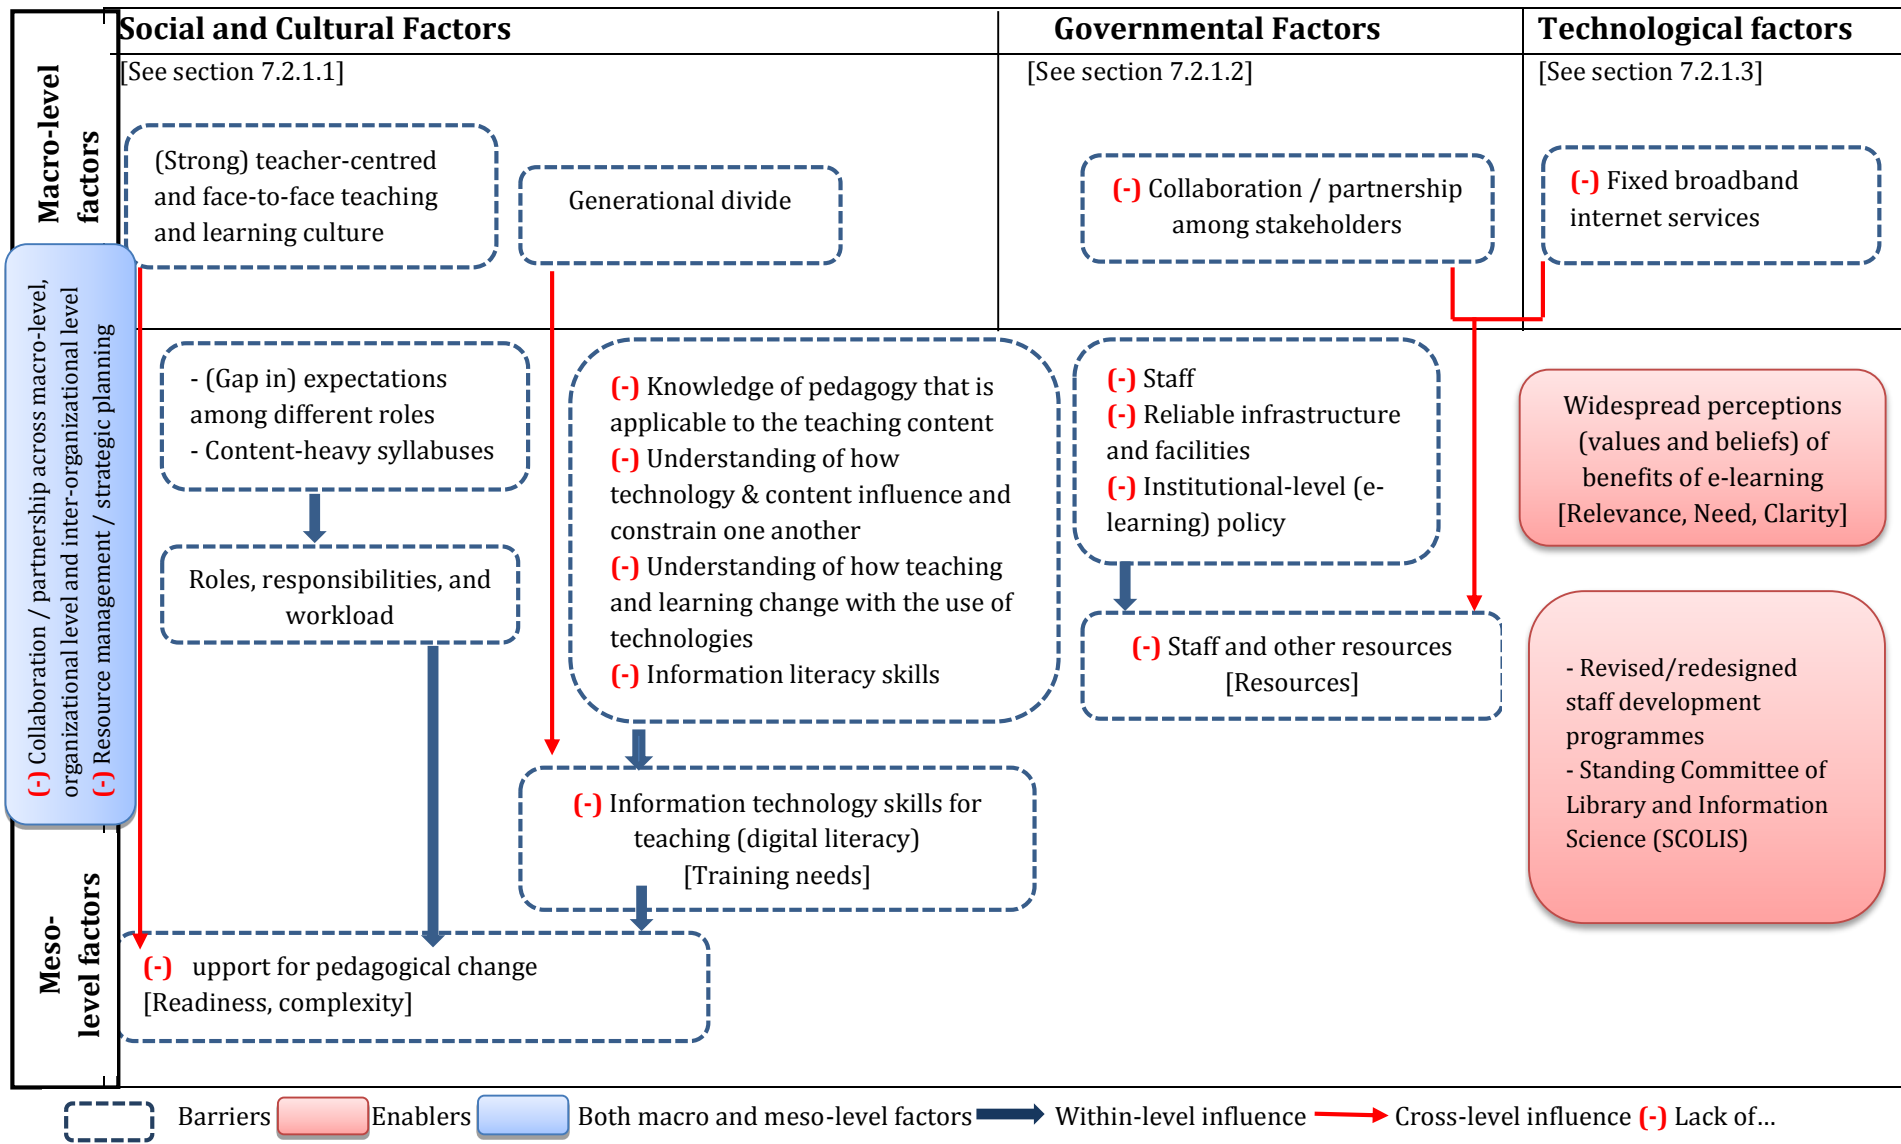 Social and Cultural Factors
Governmental Factors
Technological factors
Macro-level
factors
[See section 7.2.1.1]
[See section 7.2.1.2]
[See section 7.2.1.3]
(Strong) teacher-centred
and face-to-face teaching
and learning culture
Generational divide
(-) Collaboration / partnership
among stakeholders
(-) Fixed broadband
internet services
(-) Collaboration / partnership across macro-level,
organizational level and inter-organizational level
(-) Resource management / strategic planning
Meso-
level factors
- (Gap in) expectations
among different roles
- Content-heavy syllabuses
Roles, responsibilities, and
workload
(-) Knowledge of pedagogy that is
applicable to the teaching content
(-) Understanding of how
technology & content influence and
constrain one another
(-) Understanding of how teaching
and learning change with the use of
technologies
(-) Information literacy skills
(-) Staff
(-) Reliable infrastructure
and facilities
(-) Institutional-level (e-
learning) policy
(-) Staff and other resources
[Resources]
Widespread perceptions
(values and beliefs) of
benefits of e-learning
[Relevance, Need, Clarity]
- Revised/redesigned
staff development
programmes
- Standing Committee of
Library and Information
Science (SCOLIS)
(-) Information technology skills for
teaching (digital literacy)
[Training needs]
(-) upport for pedagogical change
[Readiness, complexity]
Barriers
Enablers
Both macro and meso-level factors
Within-level influence
Cross-level influence
(-) Lack of...